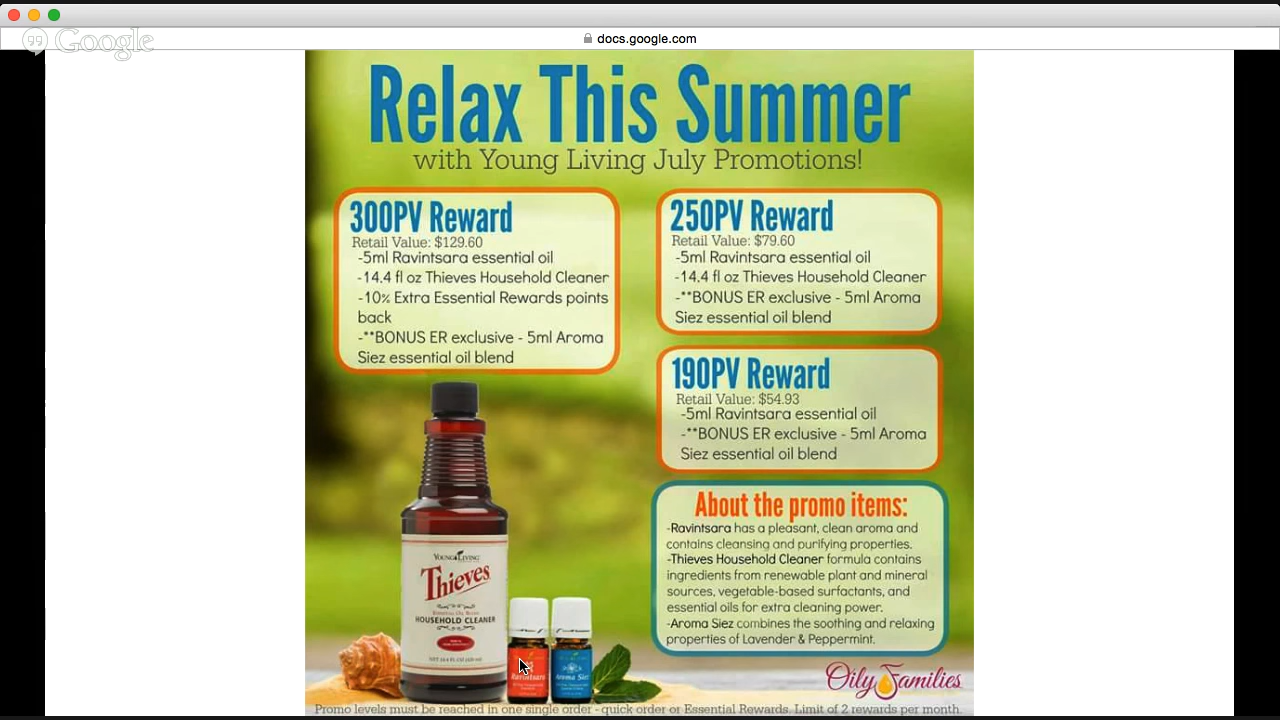 Google
docs.google.com
Relax This Summer
with Young Living July Promotions!
300PV Reward
Retail Value: $129.60
-5ml Ravintsara essential oil
-14.4 fl oz Thieves Household Cleaner
-10% Extra Essential Rewards points
back
-**BONUS ER exclusive - 5ml Aroma
Siez essential oil blend
250PV Reward
Retail Value: $79.60
-5ml Ravintsara essential oil
-14.4 fl oz Thieves Household Cleaner
-**BONUS ER exclusive - 5ml Aroma
Siez essential oil blend
190PV Reward
Retail Value: $54.93
-5ml Ravintsara essential oil
-**BONUS ER exclusive - 5ml Aroma
Siez essential oil blend
About the promo items:
-Ravintsara has a pleasant, clean aroma and
contains cleansing and purifying properties.
-Thieves Household Cleaner formula contains
ingredients from renewable plant and mineral
sources, vegetable-based surfactants, and
essential oils for extra cleaning power.
-Aroma Siez combines the soothing and relaxing
properties of Lavender & Peppermint.
YOUNG LIVING
Thieves
ESSENTIAL OIL BLEND
HOUSEHOLD CLEANER
Ravintsara
Aroma Siez
Oily Families
Promo levels must be reached in one single order - quick order or Essential Rewards. Limit of 2 rewards per month.